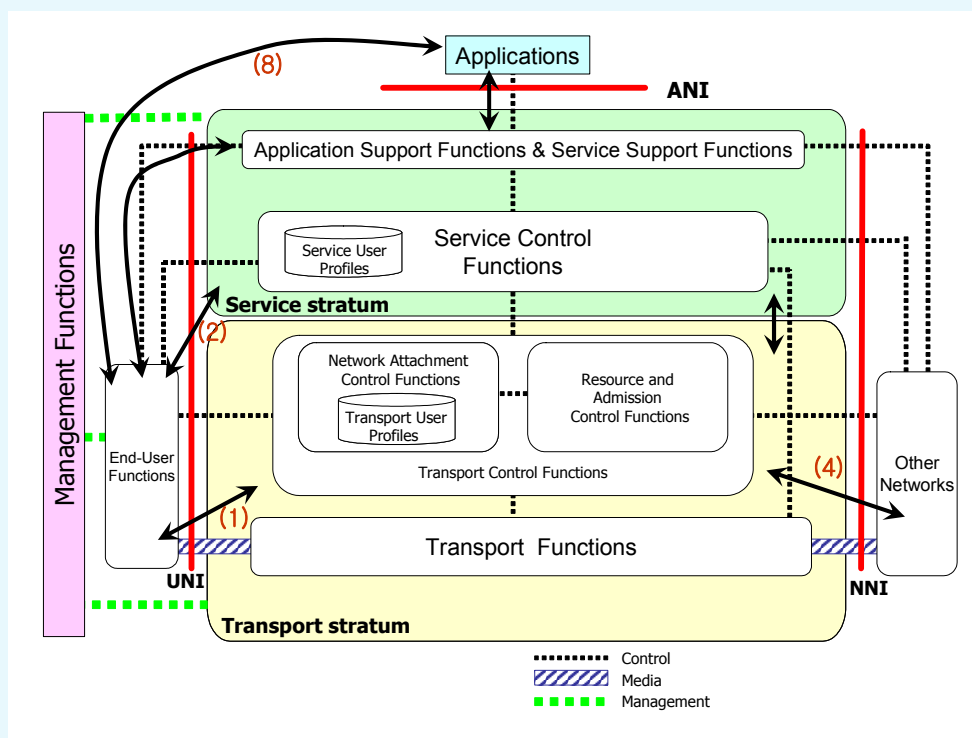 (8)
Applications
ANI
Application Support Functions & Service Support Functions
Service User
Profiles
Service Control
Functions
Service stratum
(2)
Management Functions
Network Attachment
Control Functions
Transport User
Profiles
Resource and
Admission
Control Functions
Transport Control Functions
End-User
Functions
(4)
Other
Networks
(1)
Transport Functions
UNI
NNI
Transport stratum
Control
Media
Management